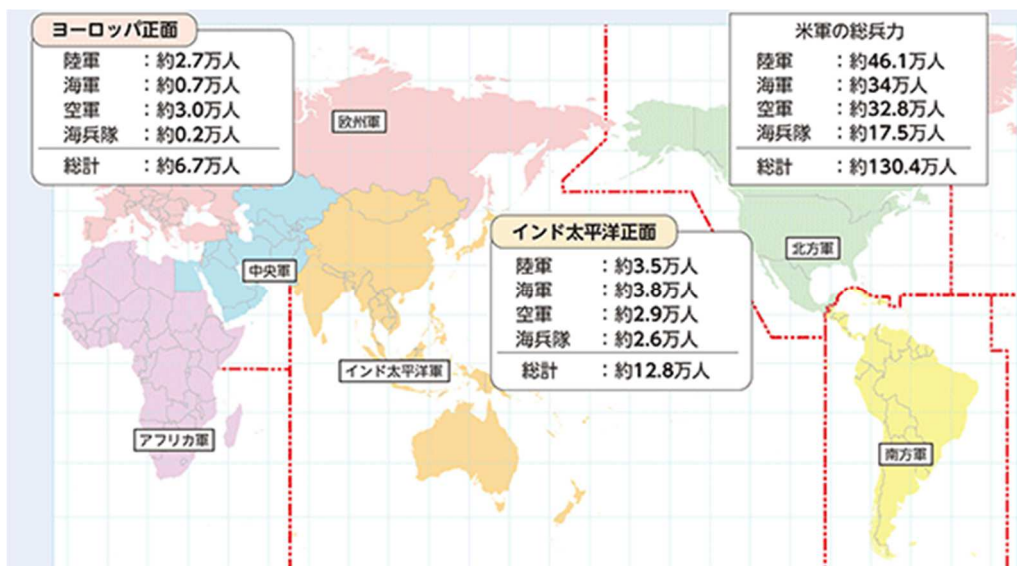 ヨーロッパ正面
陸軍 :約2.7万人
海軍 :約0.7万人
空軍 :約3.0万人
海兵隊 :約0.2万人
総計 :約6.7万人
米軍の総兵力
陸軍 :約46.1万人
海軍 :約34万人
空軍 :約32.8万人
海兵隊 :約17.5万人
総計 :約130.4万人
欧州軍
インド太平洋正面
陸軍 :約3.5万人
海軍 :約3.8万人
空軍 :約2.9万人
海兵隊 :約2.6万人
総計 :約12.8万人
北方軍
中央軍
インド太平洋軍
アフリカ軍
南方軍